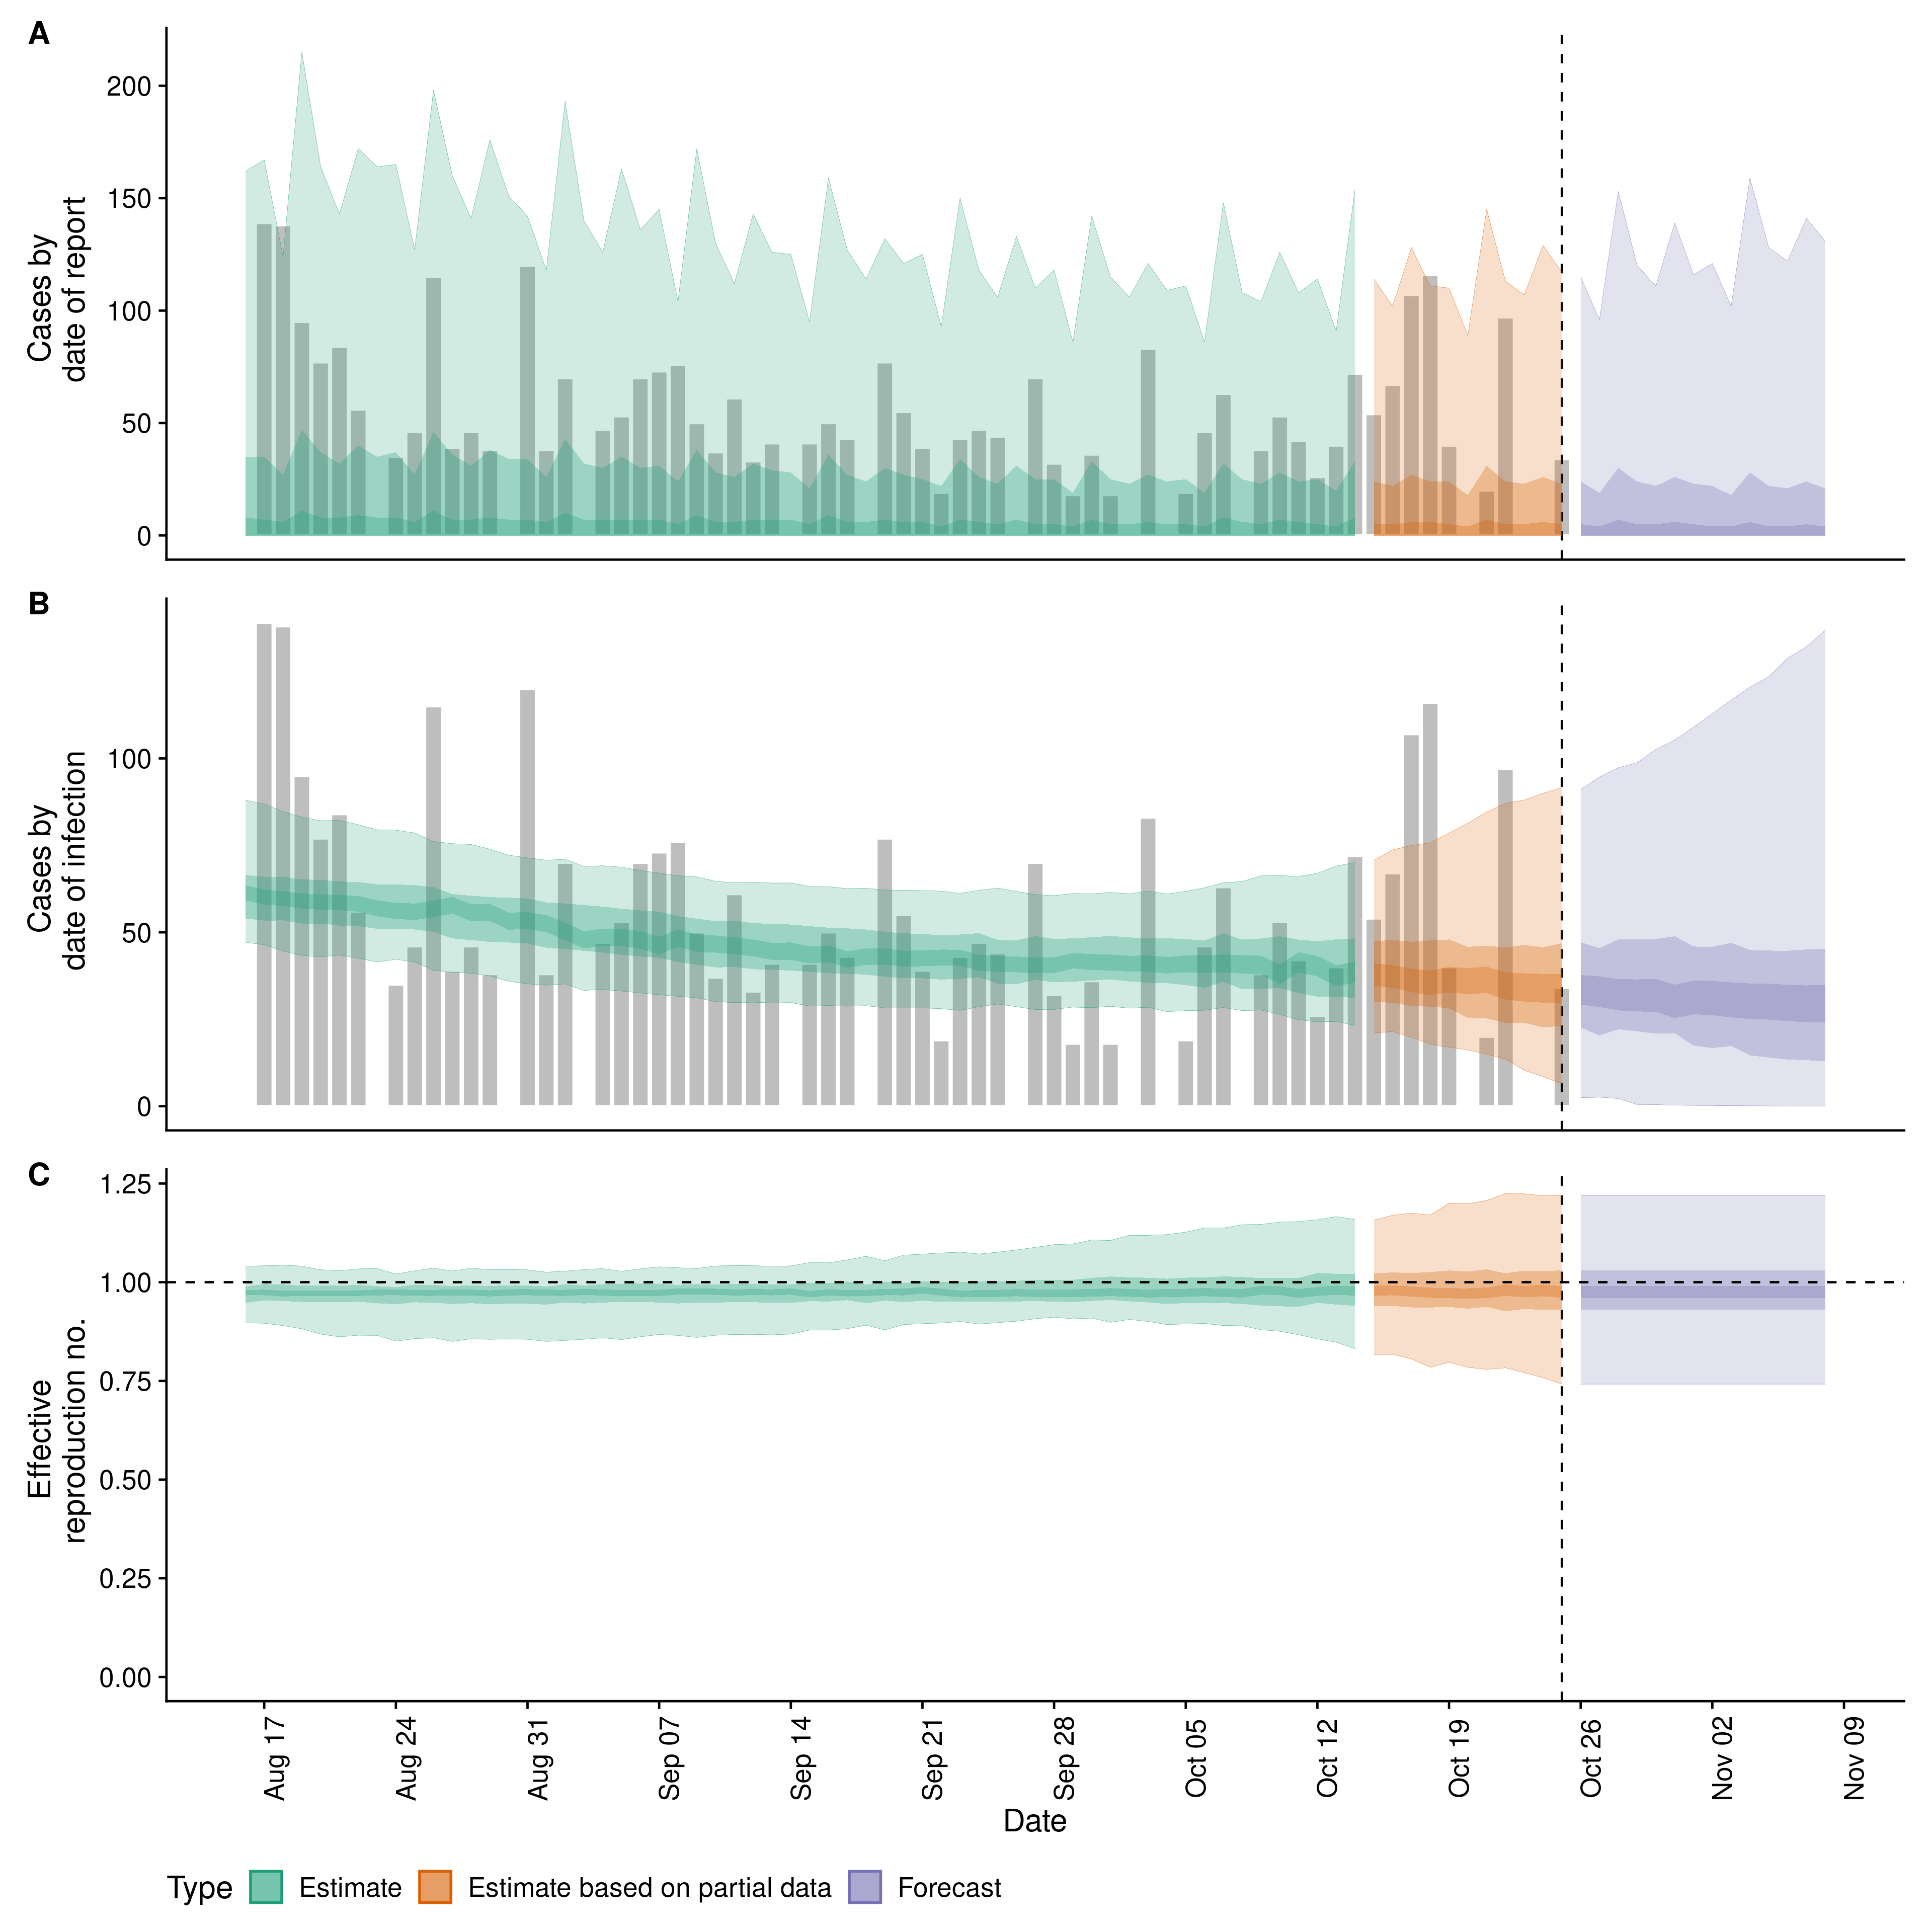 A
Cases by
date of report
200
150
100
50
0
B
Cases by
date of infection
100
50
0
C
Effective
reproduction no.
1.25
1.00
0.75
0.50
0.25
0.00
Aug 17
Aug 24
Aug 31
Sep 07
Sep 14
Sep 21
Sep 28
Oct 05
Oct 12
Oct 19
Oct 26
Nov 02
Nov 09
Date
Type Estimate Estimate based on partial data Forecast